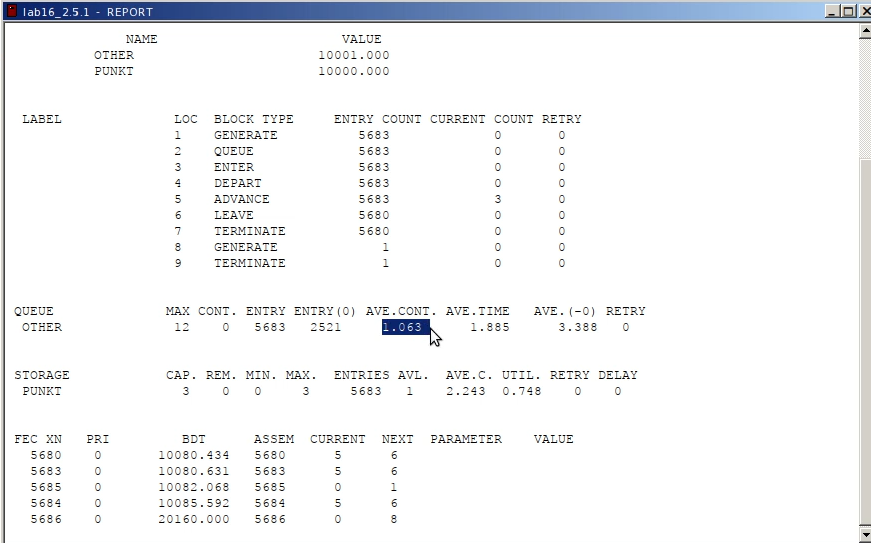 lab16_2.5.1 - REPORT
NAME VALUE
OTHER 10001.000
PUNKT 10000.000
LABEL LOC BLOCK TYPE ENTRY COUNT CURRENT COUNT RETRY
1 GENERATE 5683 0 0
2 QUEUE 5683 0 0
3 ENTER 5683 0 0
4 DEPART 5683 0 0
5 ADVANCE 5683 3 0
6 LEAVE 5680 0 0
7 TERMINATE 5680 0 0
8 GENERATE 1 0 0
9 TERMINATE 1 0 0
QUEUE MAX CONT. ENTRY ENTRY(0) AVE.CONT. AVE.TIME AVE.(-0) RETRY
OTHER 12 0 5683 2521 1.063 1.885 3.388 0
STORAGE CAP. REM. MIN. MAX. ENTRIES AVL. AVE.C. UTIL. RETRY DELAY
PUNKT 3 0 0 3 5683 1 2.243 0.748 0 0
FEC XN PRI BDT ASSEM CURRENT NEXT PARAMETER VALUE
5680 0 10080.434 5680 5 6
5683 0 10080.631 5683 5 6
5685 0 10082.068 5685 0 1
5684 0 10085.592 5684 5 6
5686 0 20160.000 5686 0 8